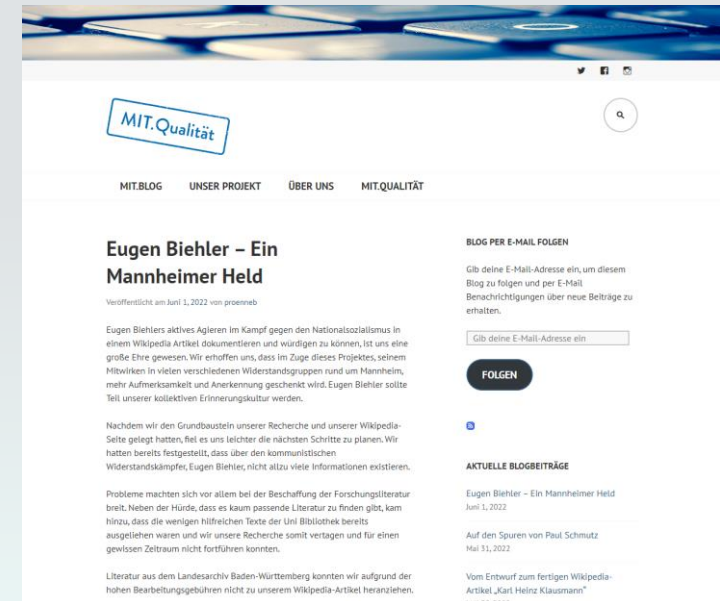 MIT.Qualität
MIT.BLOG UNSER PROJEKT ÜBER UNS MIT.QUALITÄT
Eugen Biehler – Ein
Mannheimer Held
Veröffentlicht am Juni 1, 2022 von proenneb
Eugen Biehlers aktives Agieren im Kampf gegen den Nationalsozialismus in
einem Wikipedia Artikel dokumentieren und würdigen zu können, ist uns eine
große Ehre gewesen. Wir erhoffen uns, dass im Zuge dieses Projektes, seinem
Mitwirken in vielen verschiedenen Widerstandsgruppen rund um Mannheim,
mehr Aufmerksamkeit und Anerkennung geschenkt wird. Eugen Biehler sollte
Teil unserer kollektiven Erinnerungskultur werden.
Nachdem wir den Grundbaustein unserer Recherche und unserer Wikipedia-
Seite gelegt hatten, fiel es uns leichter die nächsten Schritte zu planen. Wir
hatten bereits festgestellt, dass über den kommunistischen
Widerstandskämpfer, Eugen Biehler, nicht allzu viele Informationen existieren.
Probleme machten sich vor allem bei der Beschaffung der Forschungsliteratur
breit. Neben der Hürde, dass es kaum passende Literatur zu finden gibt, kam
hinzu, dass die wenigen hilfreichen Texte der Uni Bibliothek bereits
ausgeliehen waren und wir unsere Recherche somit vertagen und für einen
gewissen Zeitraum nicht fortführen konnten.
Literatur aus dem Landesarchiv Baden-Württemberg konnten wir aufgrund der
hohen Bearbeitungsgebühren nicht zu unserem Wikipedia-Artikel heranziehen.
BLOG PER E-MAIL FOLGEN
Gib deine E-Mail-Adresse ein, um diesem
Blog zu folgen und per E-Mail
Benachrichtigungen über neue Beiträge zu
erhalten.
Gib deine E-Mail-Adresse ein
FOLGEN
AKTUELLE BLOGBEITRÄGE
Eugen Biehler – Ein Mannheimer Held
Juni 1, 2022
Auf den Spuren von Paul Schmutz
Mai 31, 2022
Vom Entwurf zum fertigen Wikipedia-
Artikel „Karl Heinz Klausmann"